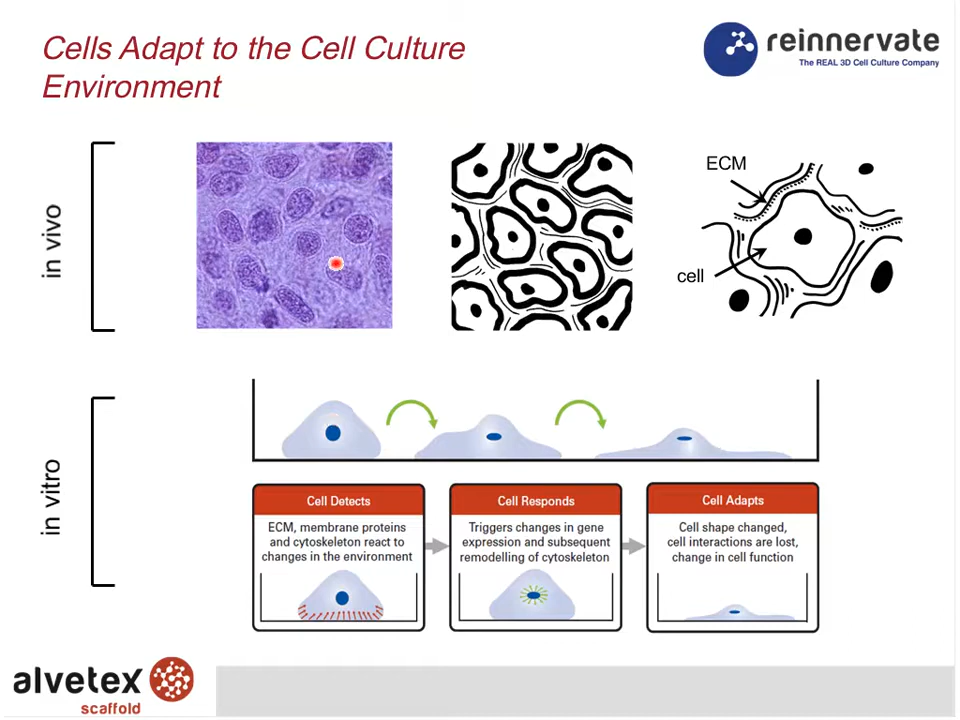 Cells Adapt to the Cell Culture
Environment
reinnervate
The REAL 3D Cell Culture Company
in vivo
ECM
cell
in vitro
Cell Detects
ECM, membrane proteins
and cytoskeleton react to
changes in the environment
Cell Responds
Triggers changes in gene
expression and subsequent
remodelling of cytoskeleton
Cell Adapts
Cell shape changed,
cell interactions are lost,
change in cell function
alvetex
scaffold